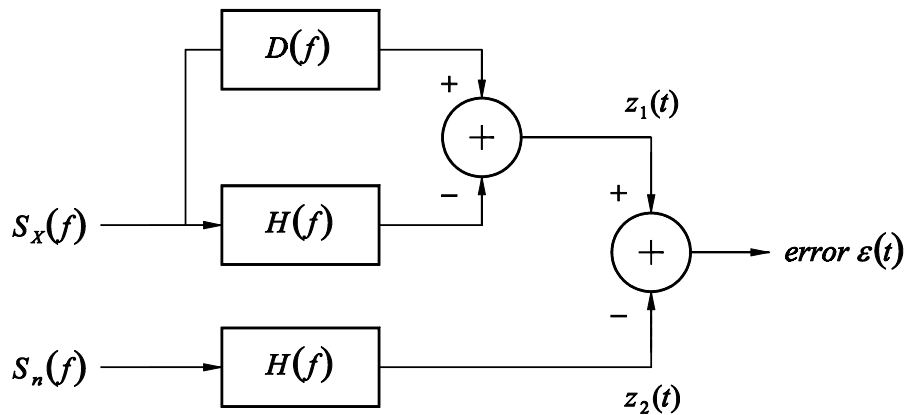 D(f)
+
z₁(t)
+
−
+
S_X(f)
H(f)
+
error ε(t)
−
S_n(f)
H(f)
z₂(t)